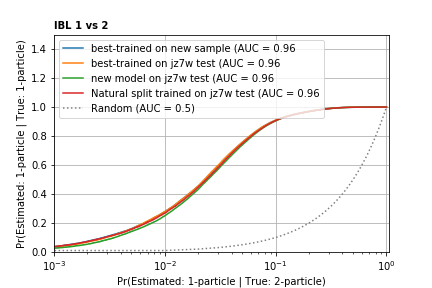 IBL 1 vs 2
best-trained on new sample (AUC = 0.96
best-trained on jz7w test (AUC = 0.96
new model on jz7w test (AUC = 0.96
Natural split trained on jz7w test (AUC = 0.96
Random (AUC = 0.5)
Pr(Estimated: 1-particle | True: 1-particle)
1.4
1.2
1.0
0.8
0.6
0.4
0.2
0.0
10⁻³ 10⁻² 10⁻¹ 10⁰
Pr(Estimated: 1-particle | True: 2-particle)